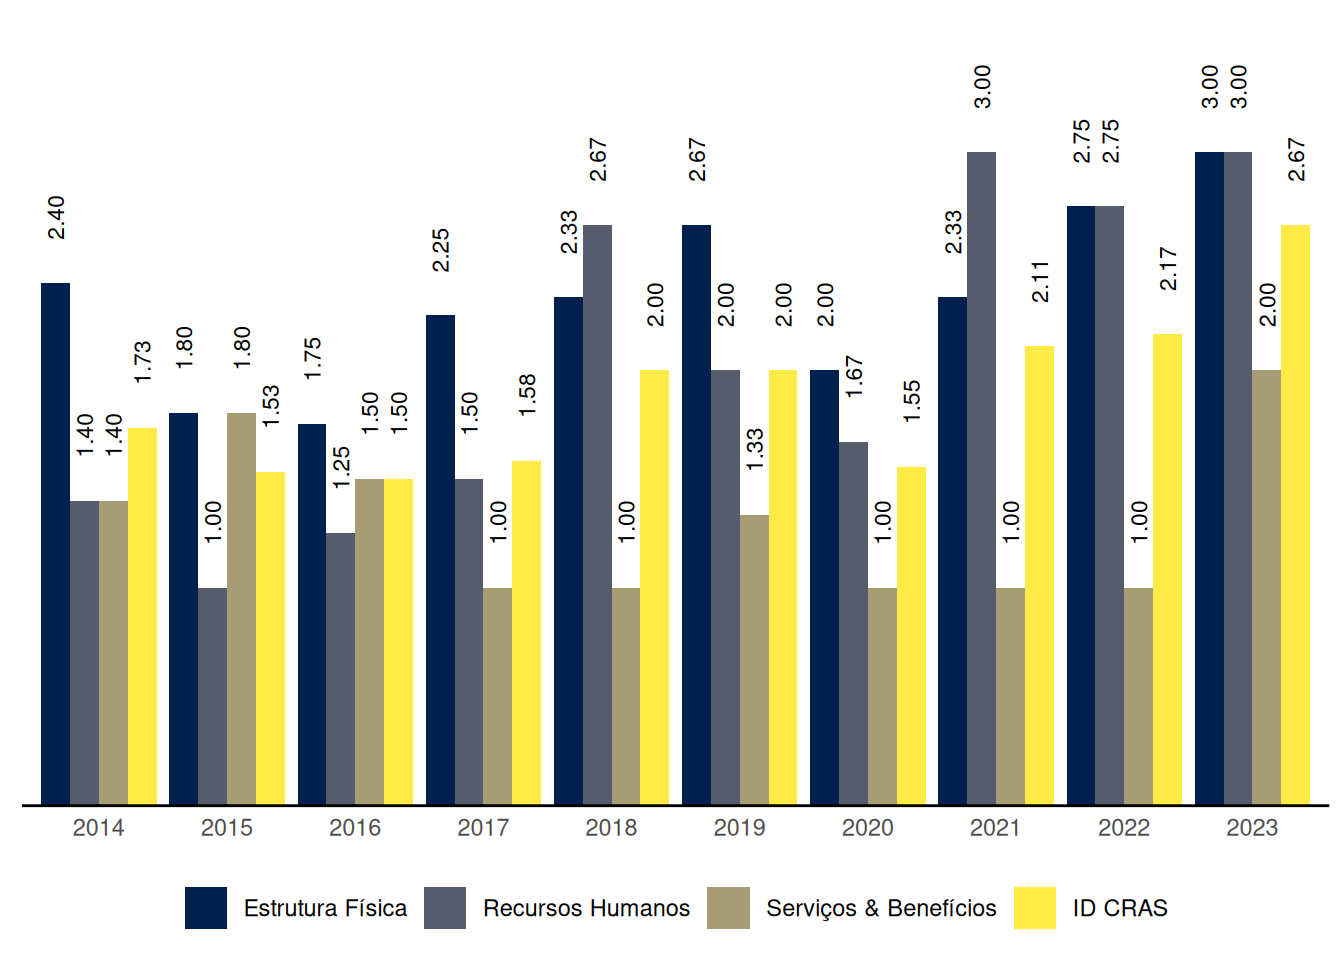 2.40 1.40 1.40 1.73
1.80 1.00 1.80 1.53
1.75 1.25 1.50 1.50
2.25 1.50 1.00 1.58
2.33 2.67 1.00 2.00
2.67 2.00 1.33 2.00
2.00 1.67 1.00 1.55
2.33 3.00 1.00 2.11
2.75 2.75 1.00 2.17
3.00 3.00 2.00 2.67
2014 2015 2016 2017 2018 2019 2020 2021 2022 2023
Estrutura Física Recursos Humanos Serviços & Benefícios ID CRAS